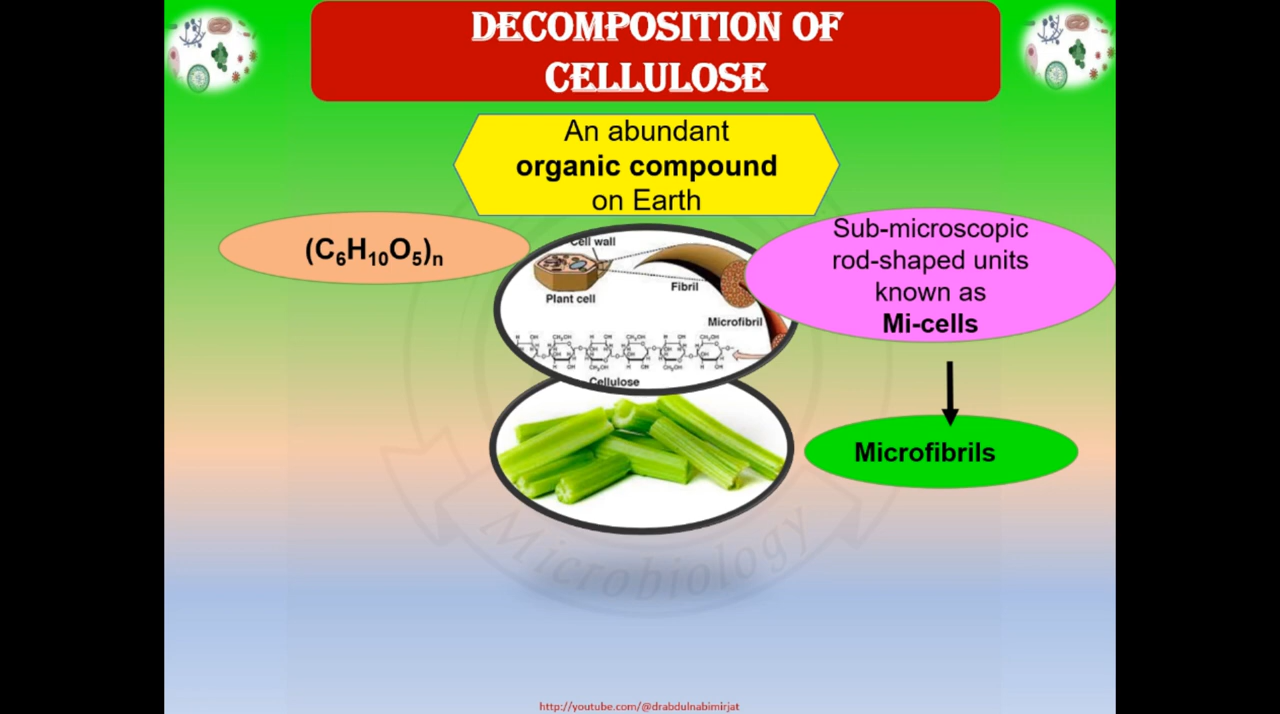 DECOMPOSITION OF
CELLULOSE
An abundant
organic compound
on Earth
(C₆H₁₀O₅)ₙ
Cell wall
Plant cell
Fibril
Microfibril
Cellulose
Sub-microscopic
rod-shaped units
known as
Mi-cells
Microfibrils
Microbiology
http://youtube.com/@drabdulnabimirjat